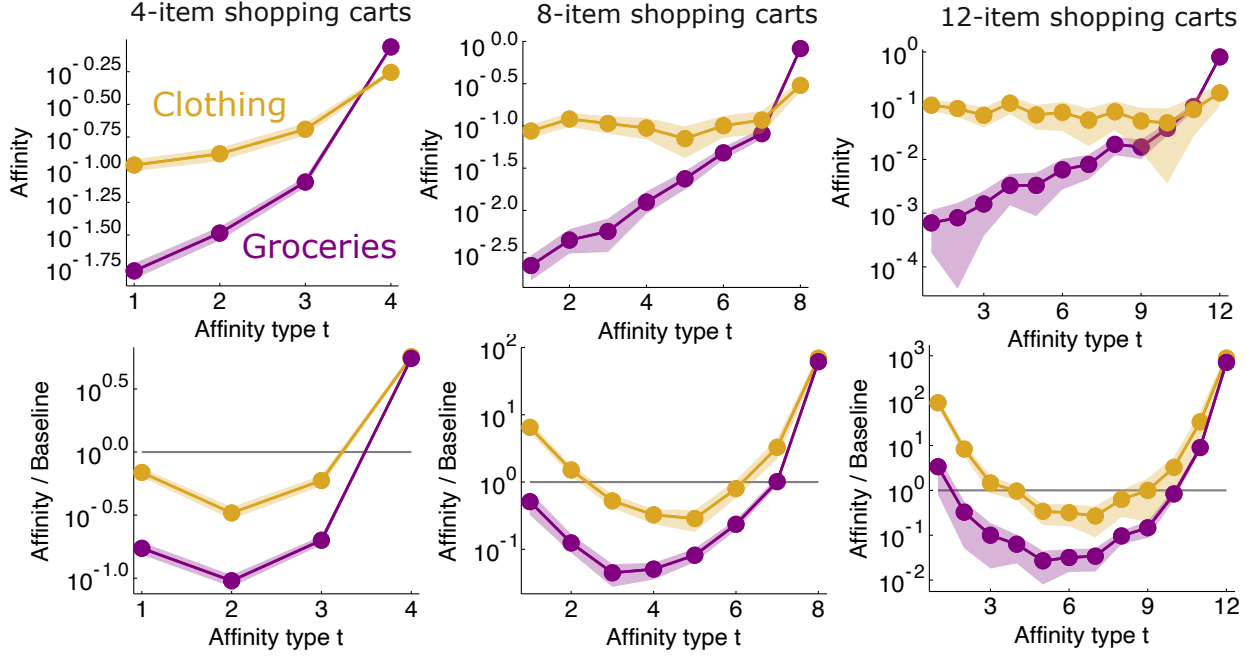 4-item shopping carts
8-item shopping carts
12-item shopping carts
Affinity
10^-0.25
10^-0.50
10^-0.75
10^-1.00
10^-1.25
10^-1.50
10^-1.75
Clothing
Groceries
1 2 3 4
Affinity type t
Affinity
10^0.0
10^-0.5
10^-1.0
10^-1.5
10^-2.0
10^-2.5
2 4 6 8
Affinity type t
Affinity
10^0
10^-1
10^-2
10^-3
10^-4
3 6 9 12
Affinity type t
Affinity / Baseline
10^0.5
10^0.0
10^-0.5
10^-1.0
1 2 3 4
Affinity type t
Affinity / Baseline
10^2
10^1
10^0
10^-1
2 4 6 8
Affinity type t
Affinity / Baseline
10^3
10^2
10^1
10^0
10^-1
10^-2
3 6 9 12
Affinity type t